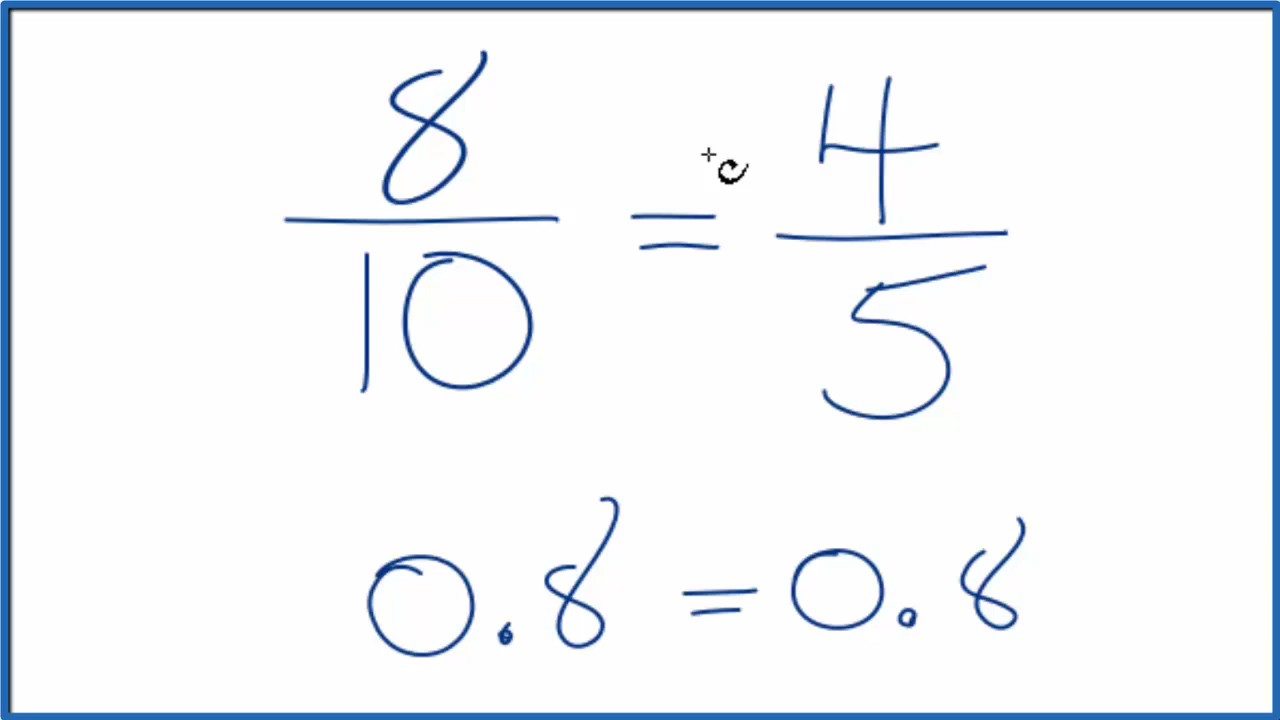 8/10 = 4/5
0.8 = 0.8